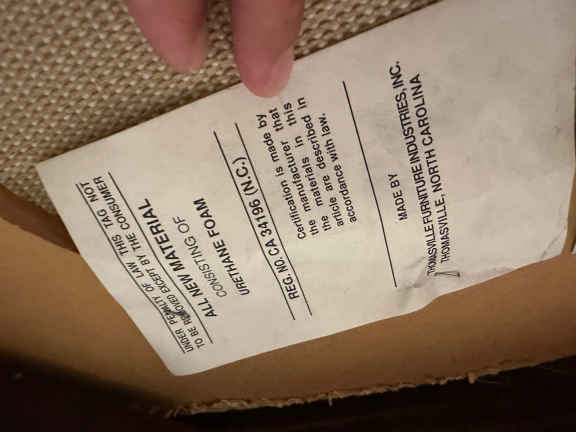 UNDER PENALTY OF LAW THIS TAG NOT
TO BE REMOVED EXCEPT BY THE CONSUMER
ALL NEW MATERIAL
CONSISTING OF
URETHANE FOAM
REG. NO. CA 34196 (N.C.)
Certification is made by
the manufacturer that
the materials in this
article are described in
accordance with law.
MADE BY
THOMASVILLE FURNITURE INDUSTRIES, INC.
THOMASVILLE, NORTH CAROLINA